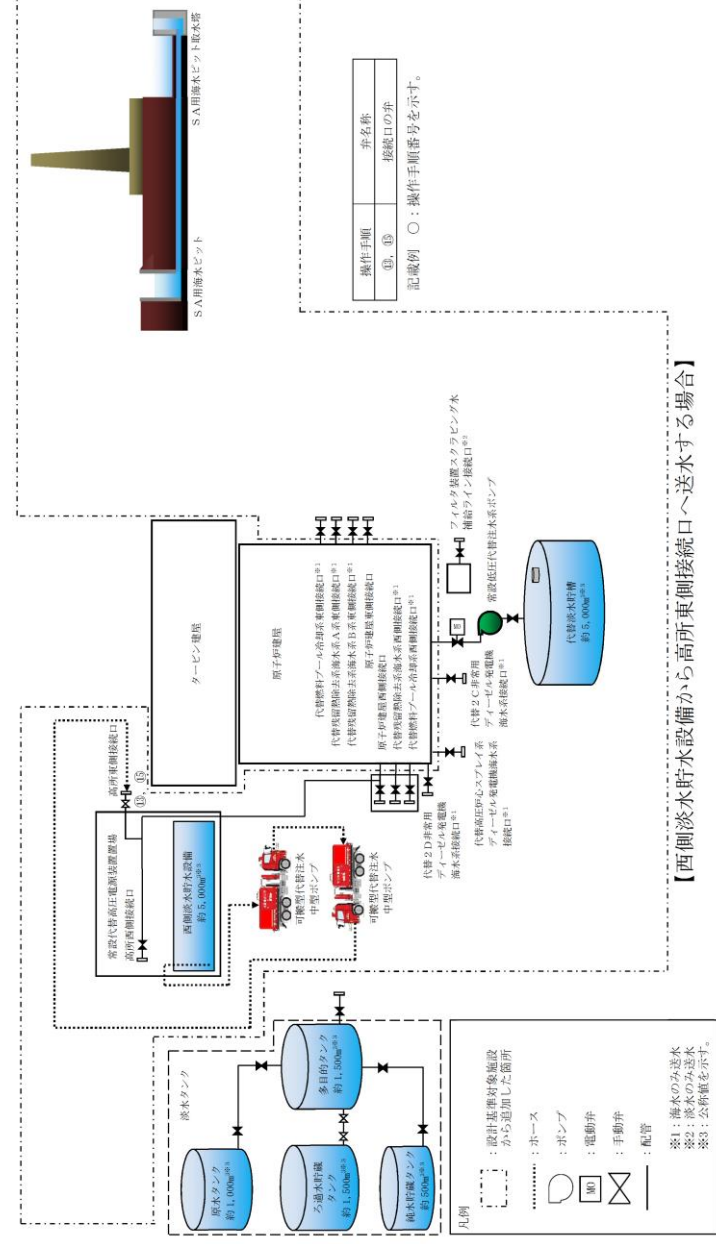 ＳＡ用海水ピット取水塔
ＳＡ用海水ピット
操作手順
弁名称
⑬, ⑮
接続口の弁
記載例　○：操作手順番号を示す。
タービン建屋
原子炉建屋
代替燃料プール冷却系東側接続口※1
代替残留熱除去系海水系Ａ系東側接続口※1
代替残留熱除去系海水系Ｂ系東側接続口※1
原子炉建屋東側接続口
原子炉建屋西側接続口
代替残留熱除去系海水系西側接続口※1
代替燃料プール冷却系西側接続口※1
フィルタ装置スクラビング水
補給ライン接続口※2
常設低圧代替注水系ポンプ
MO
代替淡水貯槽
約 5,000m³※3
代替２Ｃ非常用
ディーゼル発電機
海水系接続口※1
代替高圧炉心スプレイ系
ディーゼル発電機海水系
接続口※1
代替２Ｄ非常用
ディーゼル発電機
海水系接続口※1
高所東側接続口
⑬, ⑮
常設代替高圧電源装置置場
高所西側接続口
西側淡水貯水設備
約 5,000m³※3
可搬型代替注水
中型ポンプ
可搬型代替注水
中型ポンプ
淡水タンク
原水タンク
約 1,000m³※3
多目的タンク
約 1,500m³※3
ろ過水貯蔵
タンク
約 1,500m³※3
純水貯蔵タンク
約 500m³※3
凡例
：設計基準対象施設
から追加した箇所
：ホース
：ポンプ
MO
：電動弁
：手動弁
：配管
※1：海水のみ送水
※2：淡水のみ送水
※3：公称値を示す。
【西側淡水貯水設備から高所東側接続口へ送水する場合】